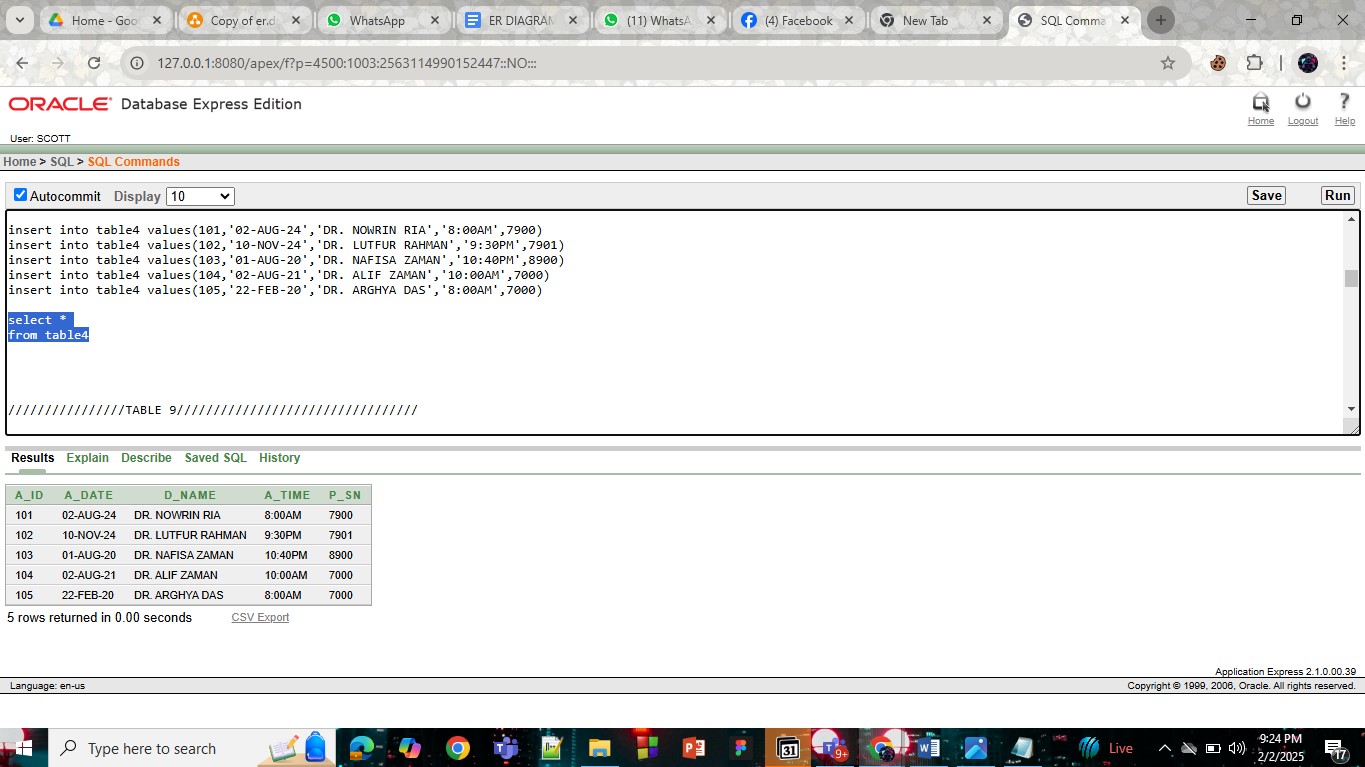 Home - Goo
Copy of er.d
WhatsApp
ER DIAGRAM
(11) WhatsA
(4) Facebook
New Tab
SQL Comma
127.0.0.1:8080/apex/f?p=4500:1003:2563114990152447::NO:::
ORACLE Database Express Edition
Home
Logout
Help
User: SCOTT
Home > SQL > SQL Commands
Autocommit Display 10
Save
Run
insert into table4 values(101,'02-AUG-24','DR. NOWRIN RIA','8:00AM',7900)
insert into table4 values(102,'10-NOV-24','DR. LUTFUR RAHMAN','9:30PM',7901)
insert into table4 values(103,'01-AUG-20','DR. NAFISA ZAMAN','10:40PM',8900)
insert into table4 values(104,'02-AUG-21','DR. ALIF ZAMAN','10:00AM',7000)
insert into table4 values(105,'22-FEB-20','DR. ARGHYA DAS','8:00AM',7000)
select *
from table4
////////////////TABLE 9/////////////////////////////////
Results Explain Describe Saved SQL History
A_ID A_DATE D_NAME A_TIME P_SN
101 02-AUG-24 DR. NOWRIN RIA 8:00AM 7900
102 10-NOV-24 DR. LUTFUR RAHMAN 9:30PM 7901
103 01-AUG-20 DR. NAFISA ZAMAN 10:40PM 8900
104 02-AUG-21 DR. ALIF ZAMAN 10:00AM 7000
105 22-FEB-20 DR. ARGHYA DAS 8:00AM 7000
5 rows returned in 0.00 seconds
CSV Export
Application Express 2.1.0.00.39
Language: en-us
Copyright © 1999, 2006, Oracle. All rights reserved.
Type here to search
31
9+
Live
9:24 PM
2/2/2025
17